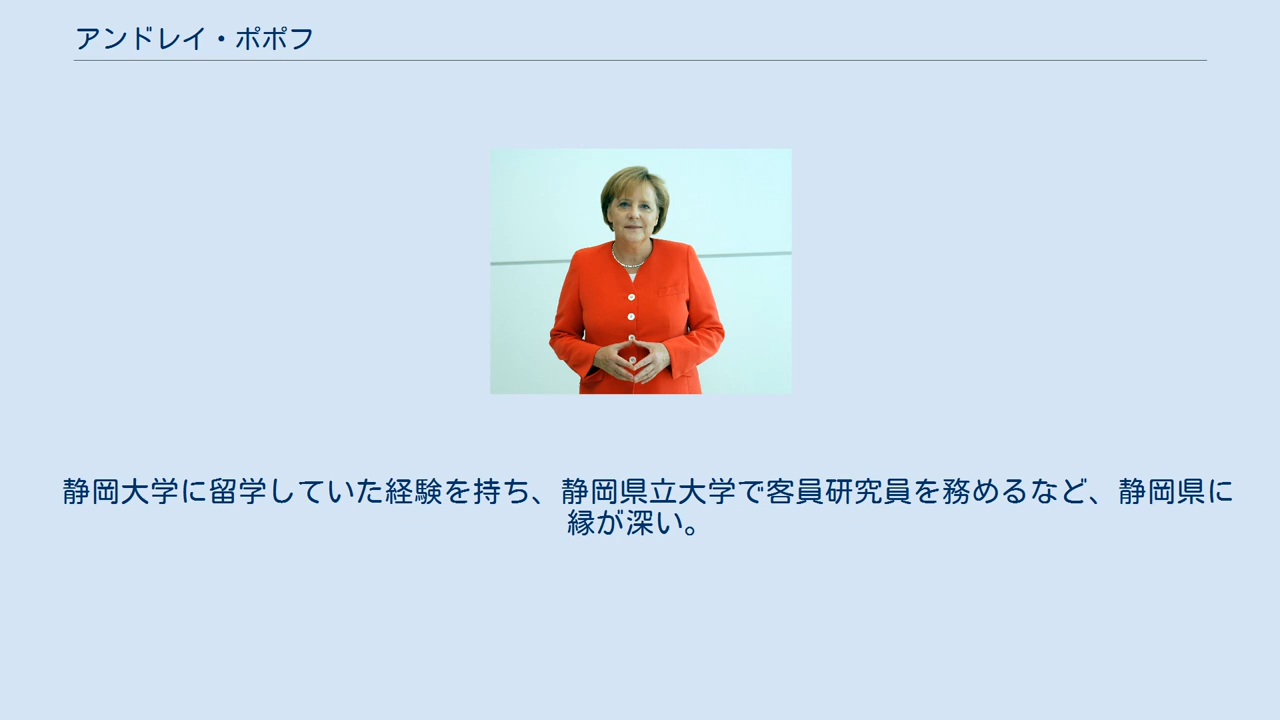 アンドレイ・ポポフ
静岡大学に留学していた経験を持ち、静岡県立大学で客員研究員を務めるなど、静岡県に
縁が深い。